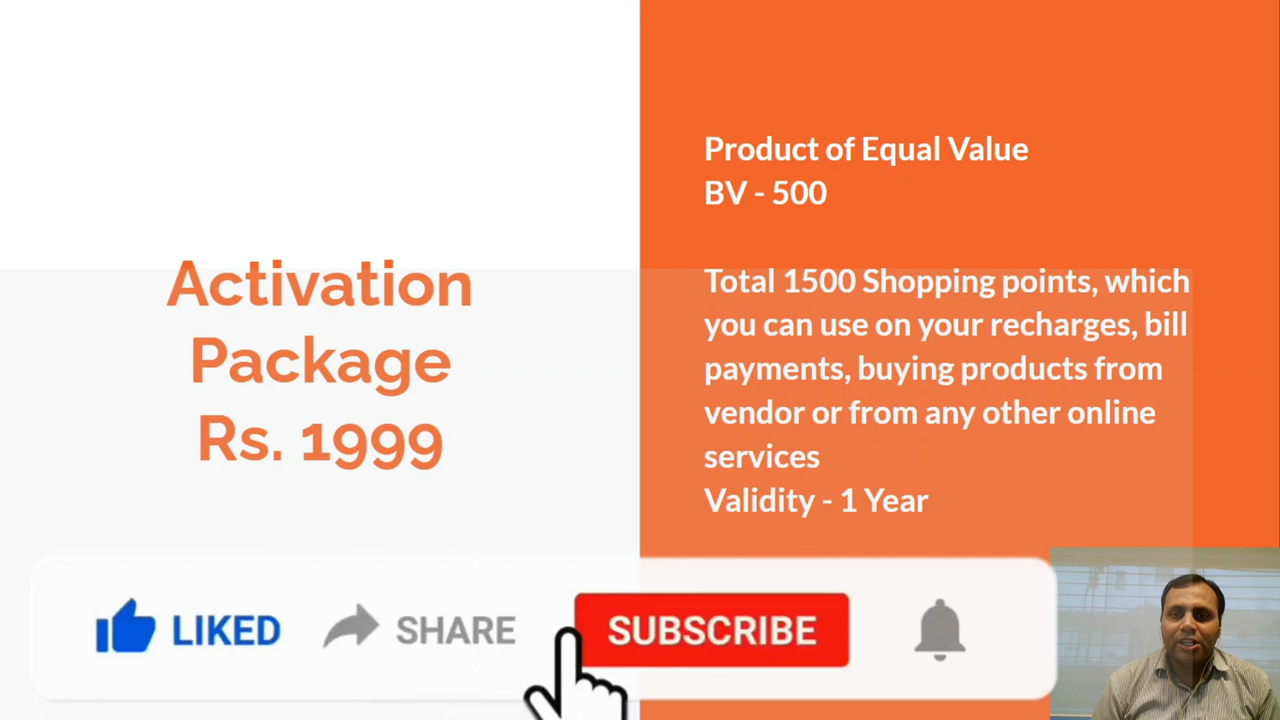 Activation
Package
Rs. 1999
Product of Equal Value
BV - 500
Total 1500 Shopping points, which
you can use on your recharges, bill
payments, buying products from
vendor or from any other online
services
Validity - 1 Year
LIKED
SHARE
SUBSCRIBE